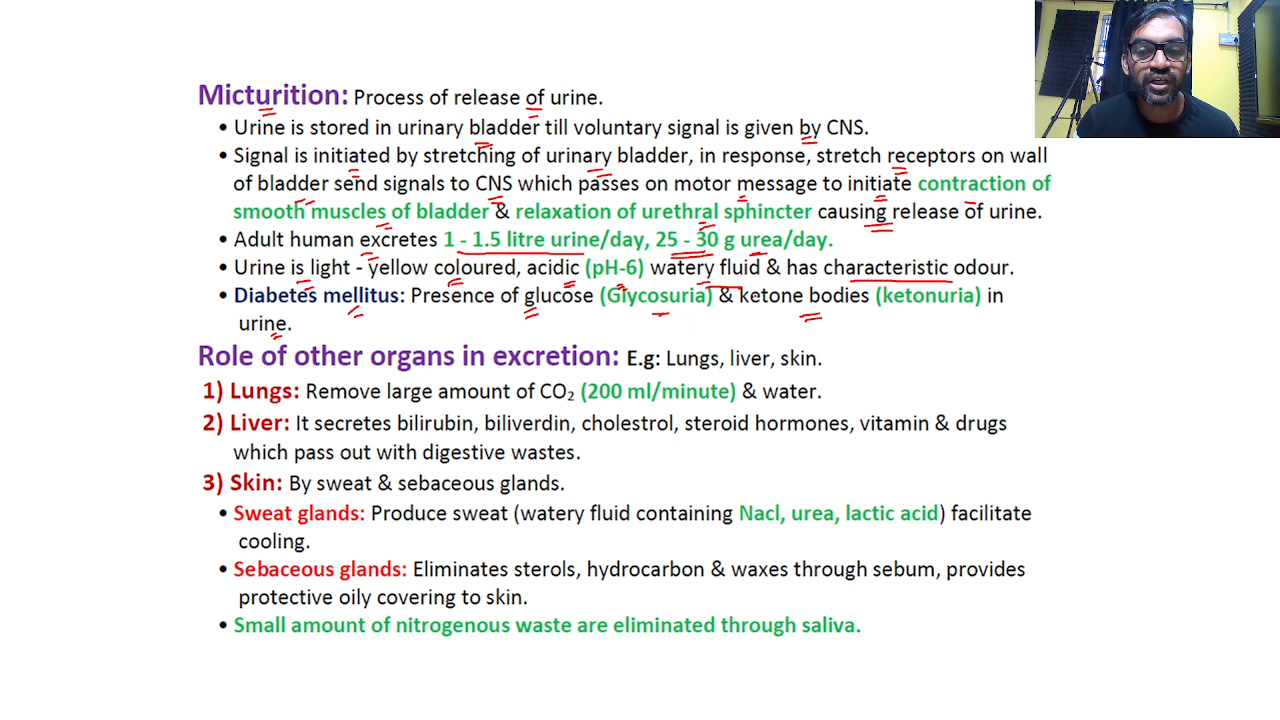 Micturition: Process of release of urine.
• Urine is stored in urinary bladder till voluntary signal is given by CNS.
• Signal is initiated by stretching of urinary bladder, in response, stretch receptors on wall
of bladder send signals to CNS which passes on motor message to initiate contraction of
smooth muscles of bladder & relaxation of urethral sphincter causing release of urine.
• Adult human excretes 1 - 1.5 litre urine/day, 25 - 30 g urea/day.
• Urine is light - yellow coloured, acidic (pH-6) watery fluid & has characteristic odour.
• Diabetes mellitus: Presence of glucose (Glycosuria) & ketone bodies (ketonuria) in
urine.
Role of other organs in excretion: E.g: Lungs, liver, skin.
1) Lungs: Remove large amount of CO₂ (200 ml/minute) & water.
2) Liver: It secretes bilirubin, biliverdin, cholestrol, steroid hormones, vitamin & drugs
which pass out with digestive wastes.
3) Skin: By sweat & sebaceous glands.
• Sweat glands: Produce sweat (watery fluid containing Nacl, urea, lactic acid) facilitate
cooling.
• Sebaceous glands: Eliminates sterols, hydrocarbon & waxes through sebum, provides
protective oily covering to skin.
• Small amount of nitrogenous waste are eliminated through saliva.